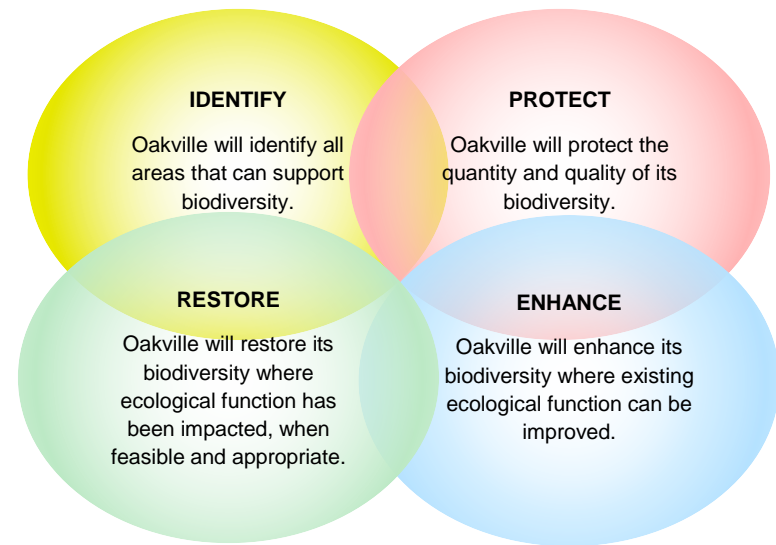 IDENTIFY
Oakville will identify all
areas that can support
biodiversity.
PROTECT
Oakville will protect the
quantity and quality of its
biodiversity.
RESTORE
Oakville will restore its
biodiversity where
ecological function has
been impacted, when
feasible and appropriate.
ENHANCE
Oakville will enhance its
biodiversity where existing
ecological function can be
improved.